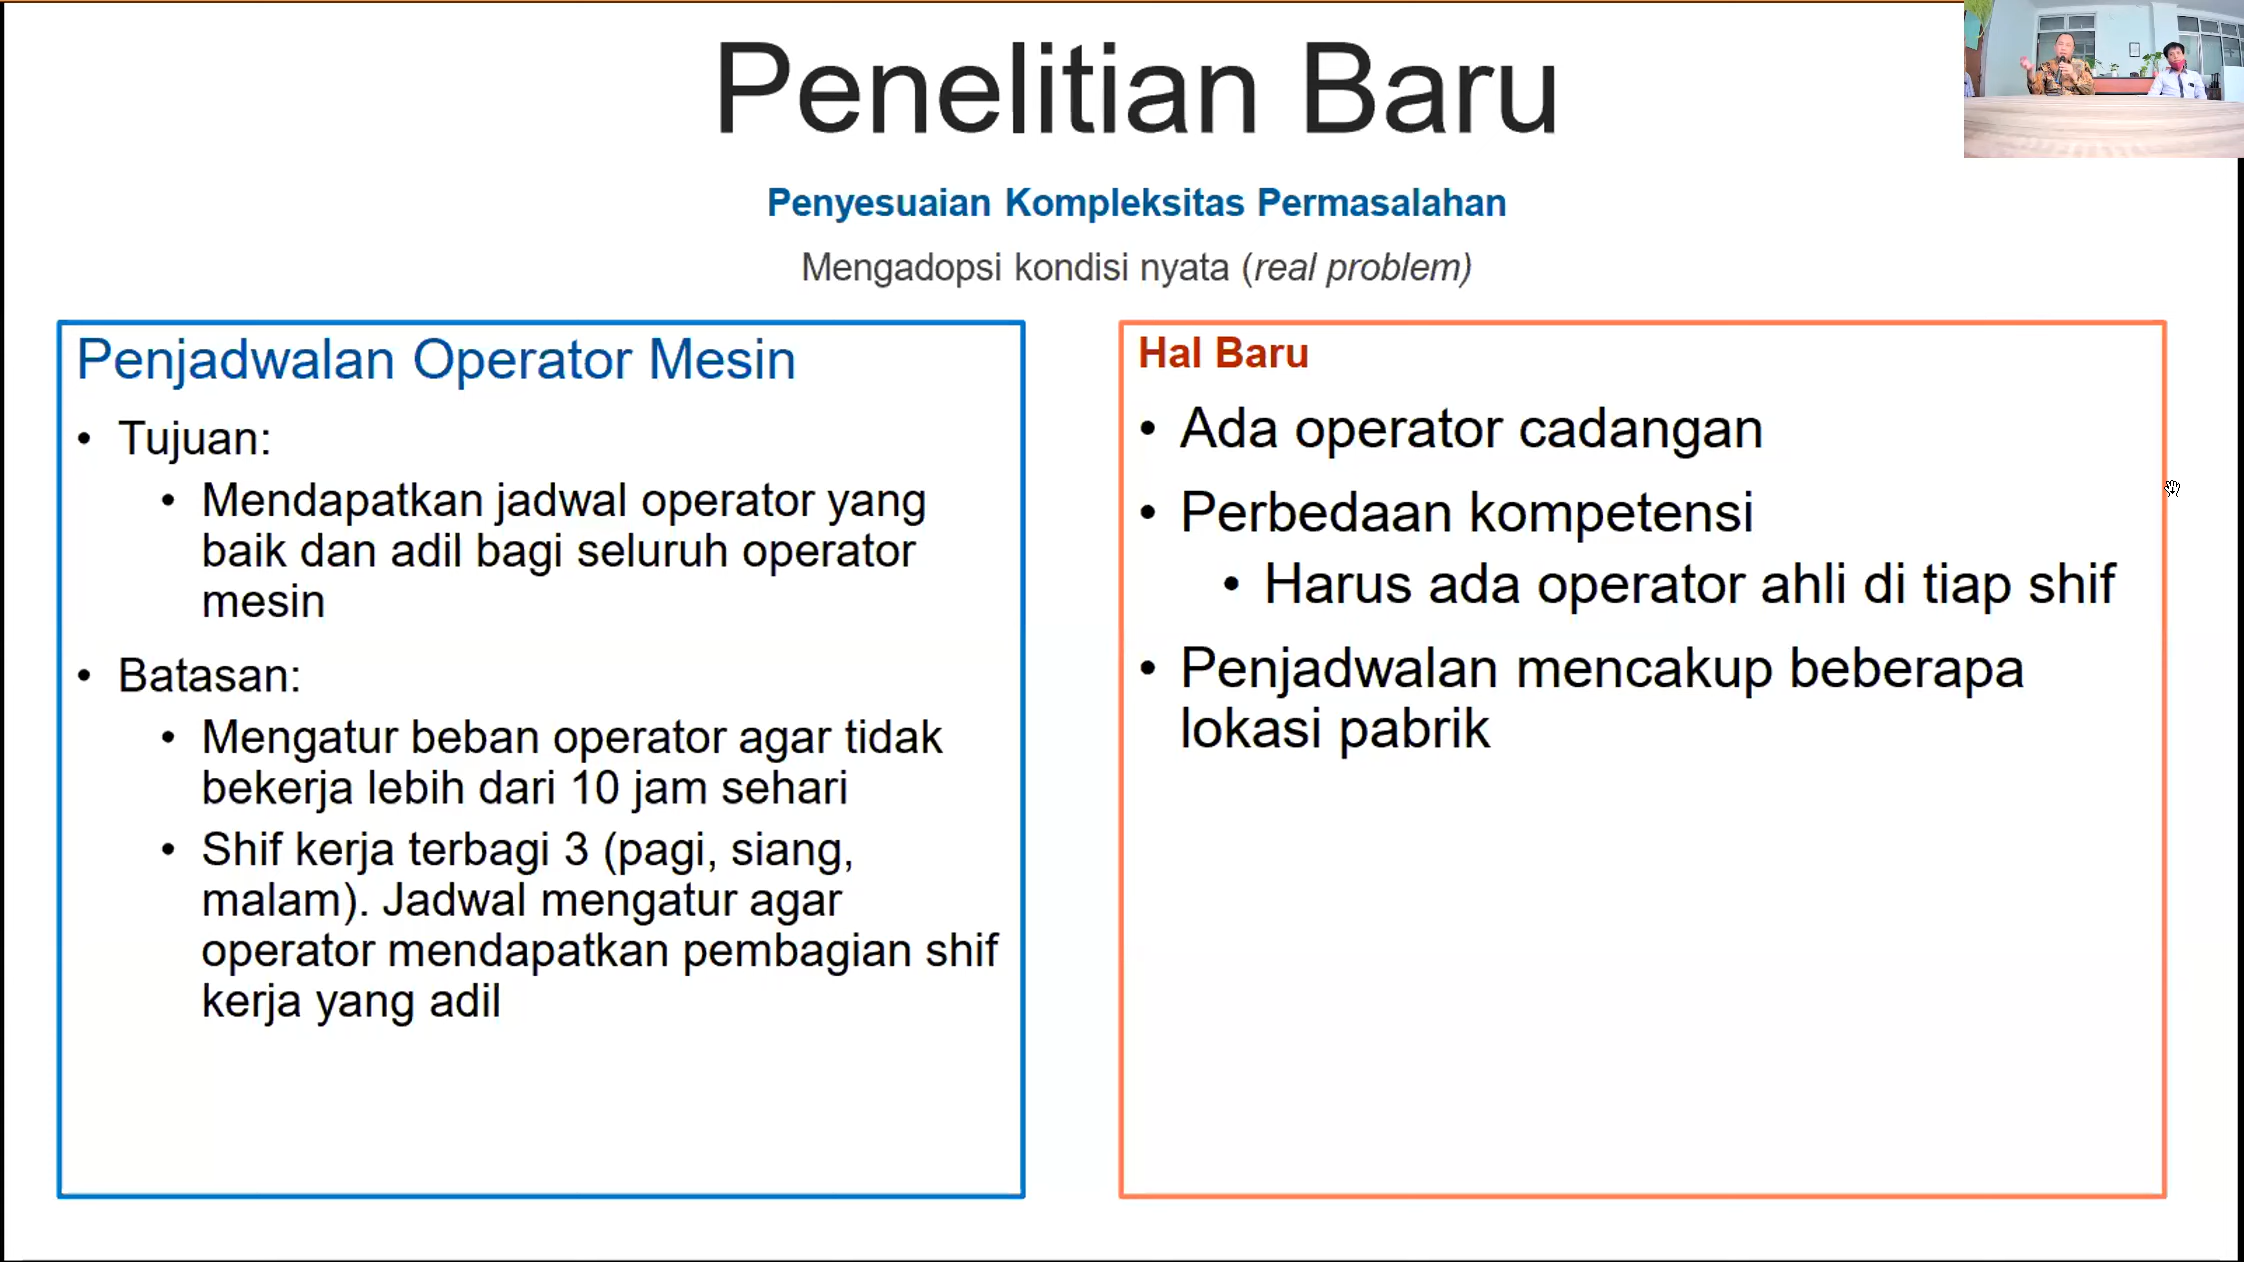 Penelitian Baru
Penyesuaian Kompleksitas Permasalahan
Mengadopsi kondisi nyata (real problem)
Penjadwalan Operator Mesin
• Tujuan:
• Mendapatkan jadwal operator yang
baik dan adil bagi seluruh operator
mesin
• Batasan:
• Mengatur beban operator agar tidak
bekerja lebih dari 10 jam sehari
• Shif kerja terbagi 3 (pagi, siang,
malam). Jadwal mengatur agar
operator mendapatkan pembagian shif
kerja yang adil
Hal Baru
• Ada operator cadangan
• Perbedaan kompetensi
• Harus ada operator ahli di tiap shif
• Penjadwalan mencakup beberapa
lokasi pabrik